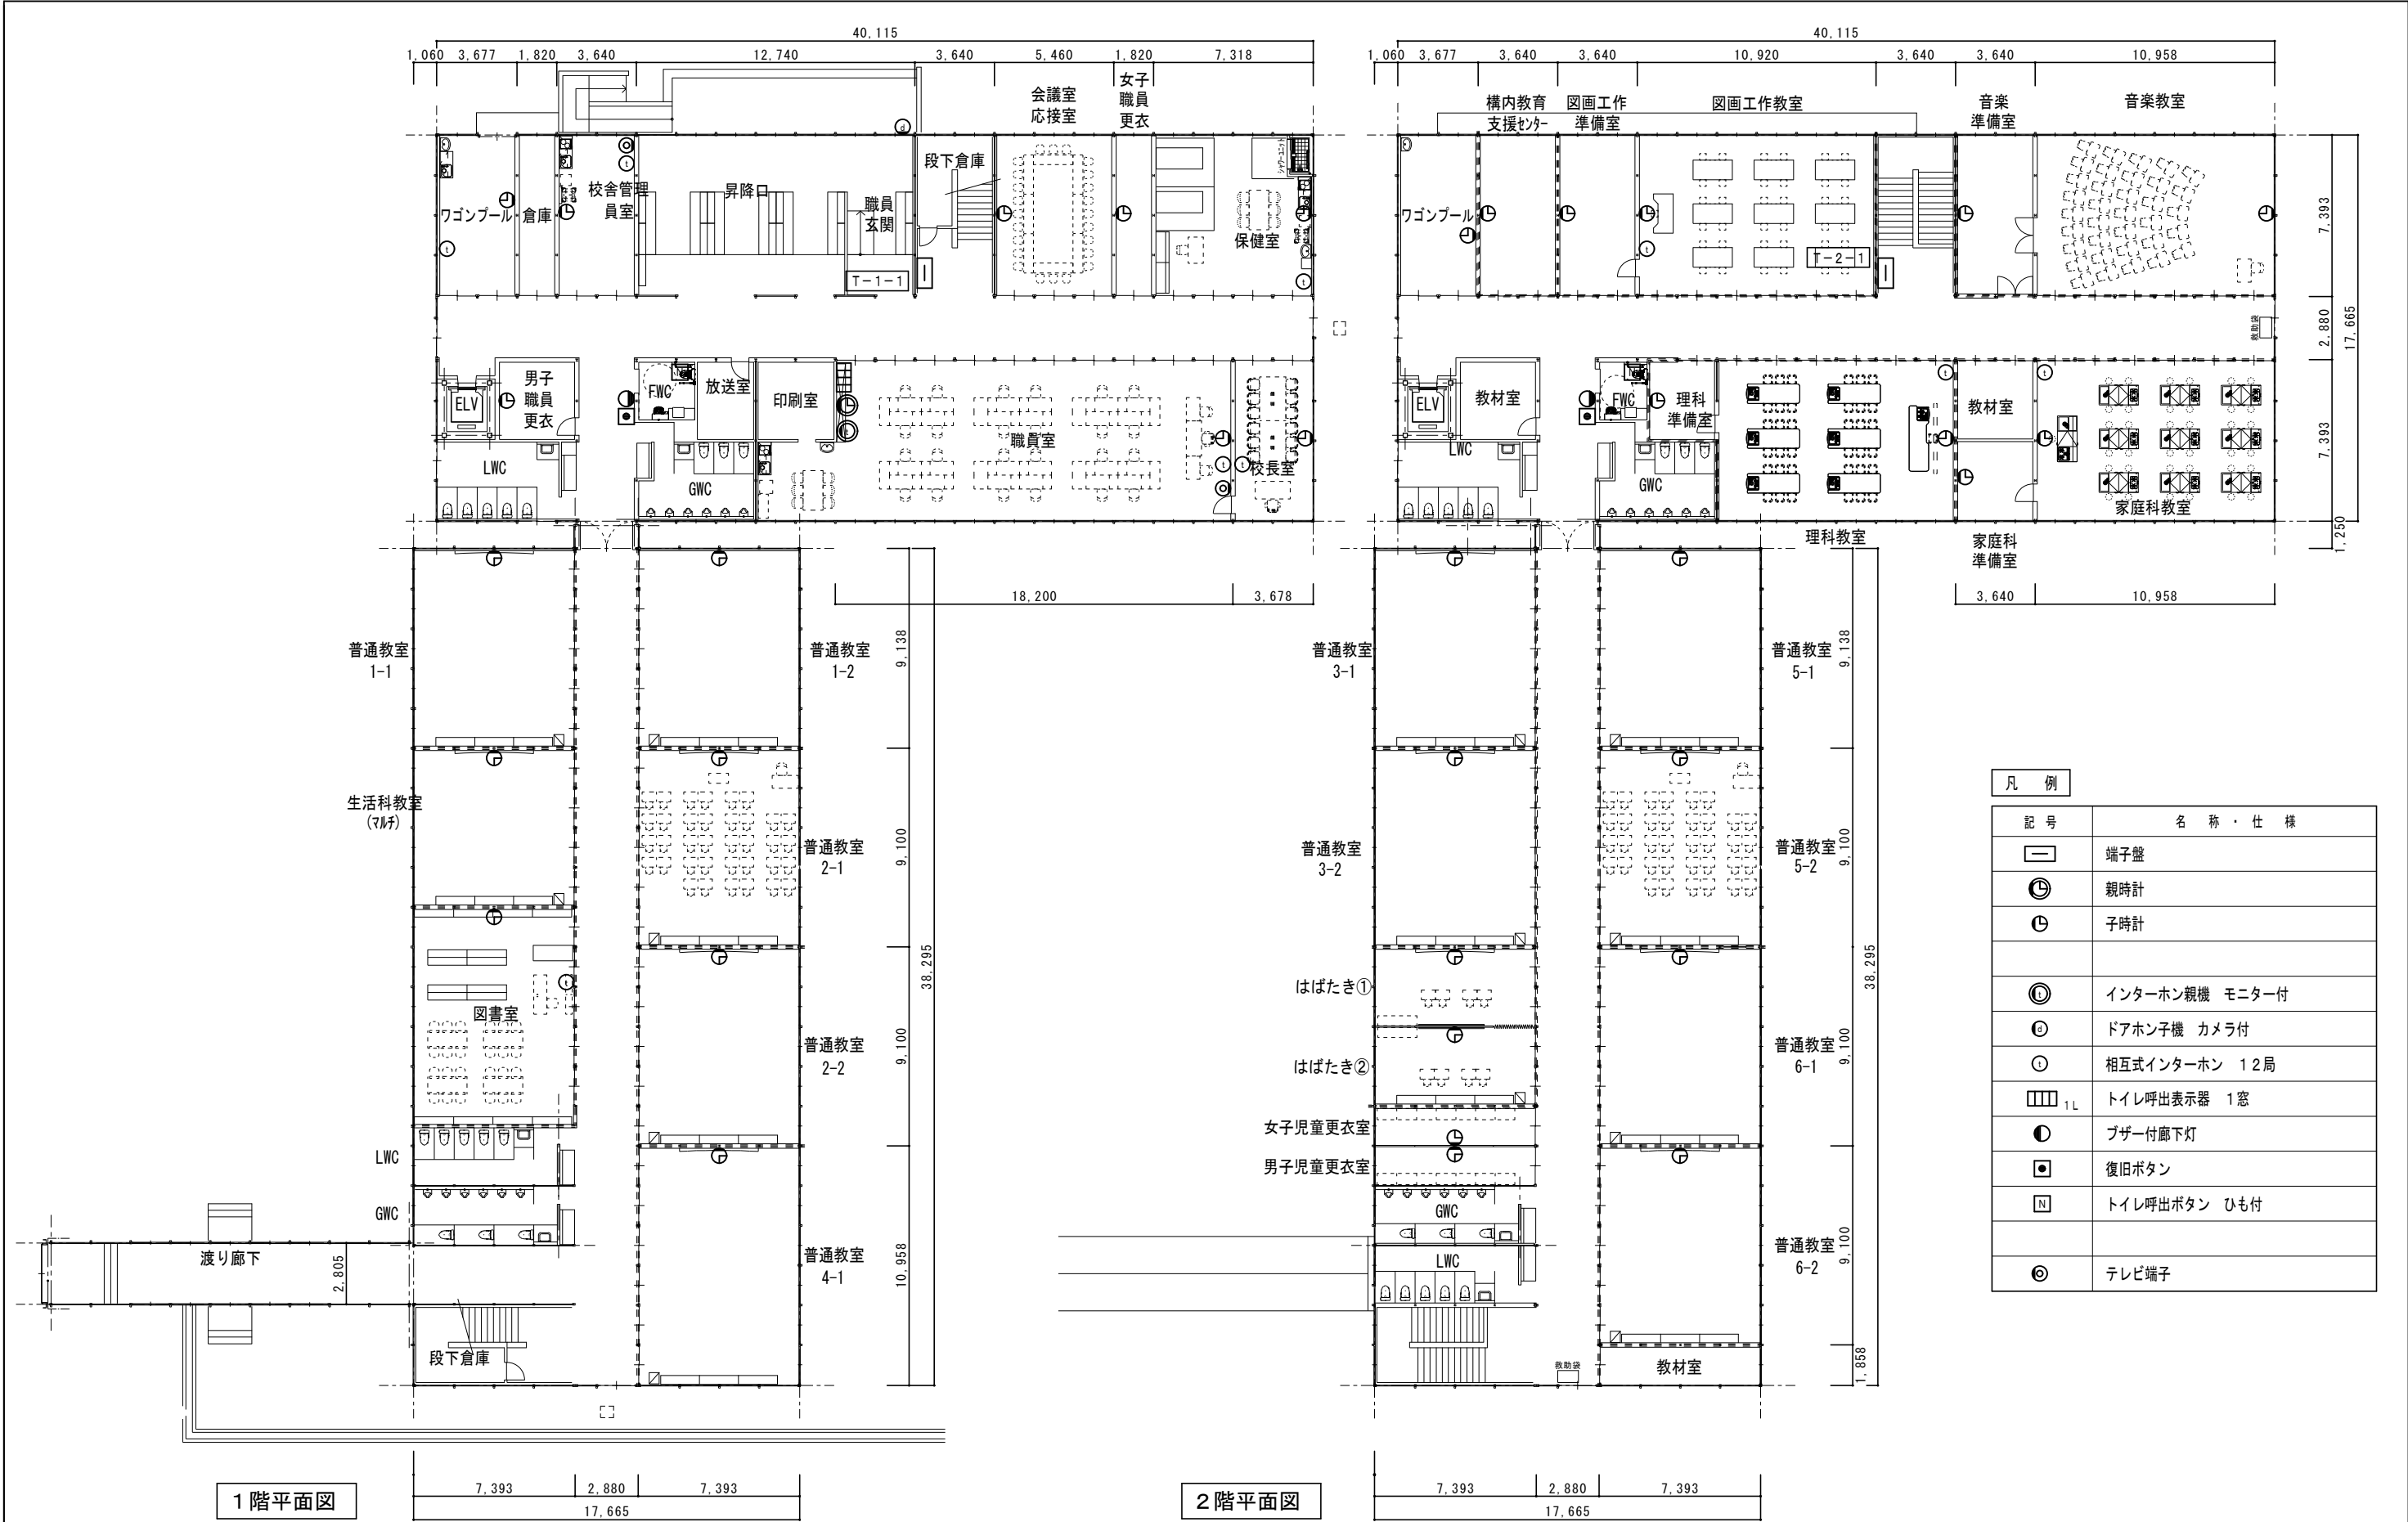 40,115
1,060 3,677 1,820 3,640 12,740 3,640 5,460 1,820 7,318
会議室
応接室
女子
職員
更衣
ワゴンプール
倉庫
校舎管理
員室
昇降口
職員
玄関
段下倉庫
シャワーユニット
保健室
d
t
t
t
T-1-1
ELV
男子
職員
更衣
FWC
放送室
印刷室
職員室
校長室
t
t
t
LWC
GWC
18,200 3,678
普通教室
1-1
普通教室
1-2
9,138
生活科教室
(マルチ)
普通教室
2-1
9,100
38,295
図書室
t
普通教室
2-2
9,100
LWC
GWC
渡り廊下
2,805
普通教室
4-1
10,958
段下倉庫
7,393 2,880 7,393
17,665
1階平面図
40,115
1,060 3,677 3,640 3,640 10,920 3,640 3,640 10,958
構内教育
支援センター
図画工作
準備室
図画工作教室
音楽
準備室
音楽教室
ワゴンプール
t
T-2-1
7,393
2,880
17,665
救助袋
ELV
教材室
FWC
理科
準備室
教材室
t
t
7,393
LWC
GWC
家庭科教室
理科教室
家庭科
準備室
1,250
3,640 10,958
普通教室
3-1
普通教室
5-1
9,138
普通教室
3-2
普通教室
5-2
9,100
38,295
はばたき①
はばたき②
普通教室
6-1
9,100
女子児童更衣室
男子児童更衣室
GWC
LWC
普通教室
6-2
9,100
救助袋
教材室
1,858
7,393 2,880 7,393
17,665
2階平面図
凡 例
記 号 名 称 ・ 仕 様
端子盤
親時計
子時計
t インターホン親機 モニター付
d ドアホン子機 カメラ付
t 相互式インターホン 12局
1L トイレ呼出表示器 1窓
ブザー付廊下灯
復旧ボタン
N トイレ呼出ボタン ひも付
テレビ端子